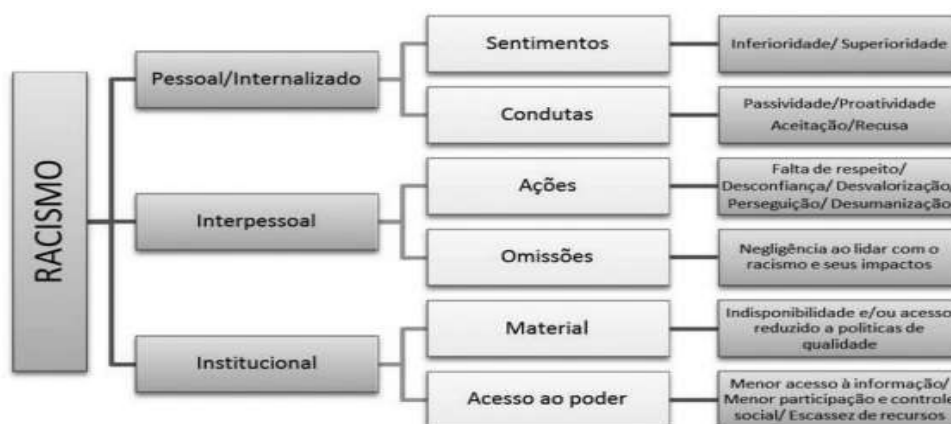 RACISMO
Pessoal/Internalizado
Sentimentos
Inferioridade/ Superioridade
Condutas
Passividade/Proatividade
Aceitação/Recusa
Interpessoal
Ações
Falta de respeito/
Desconfiança/ Desvalorização/
Perseguição/ Desumanização
Omissões
Negligência ao lidar com o
racismo e seus impactos
Institucional
Material
Indisponibilidade e/ou acesso
reduzido a políticas de
qualidade
Acesso ao poder
Menor acesso à informação/
Menor participação e controle
social/ Escassez de recursos